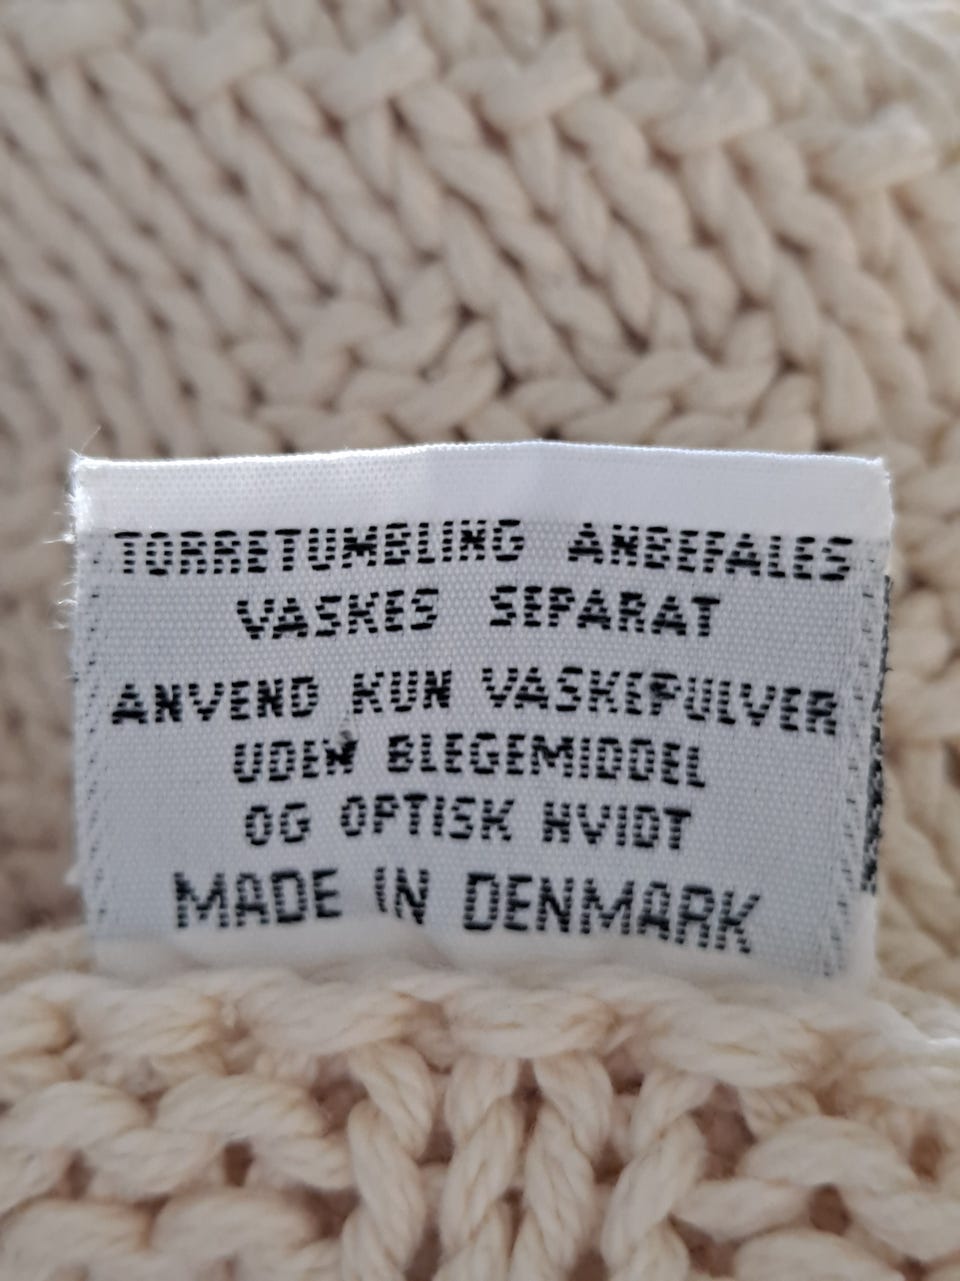 TORRETUMBLING ANBEFALES
VASKES SEPARAT
ANVEND KUN VASKEPULVER
UDEN BLEGEMIDDEL
OG OPTISK HVIDT
MADE IN DENMARK